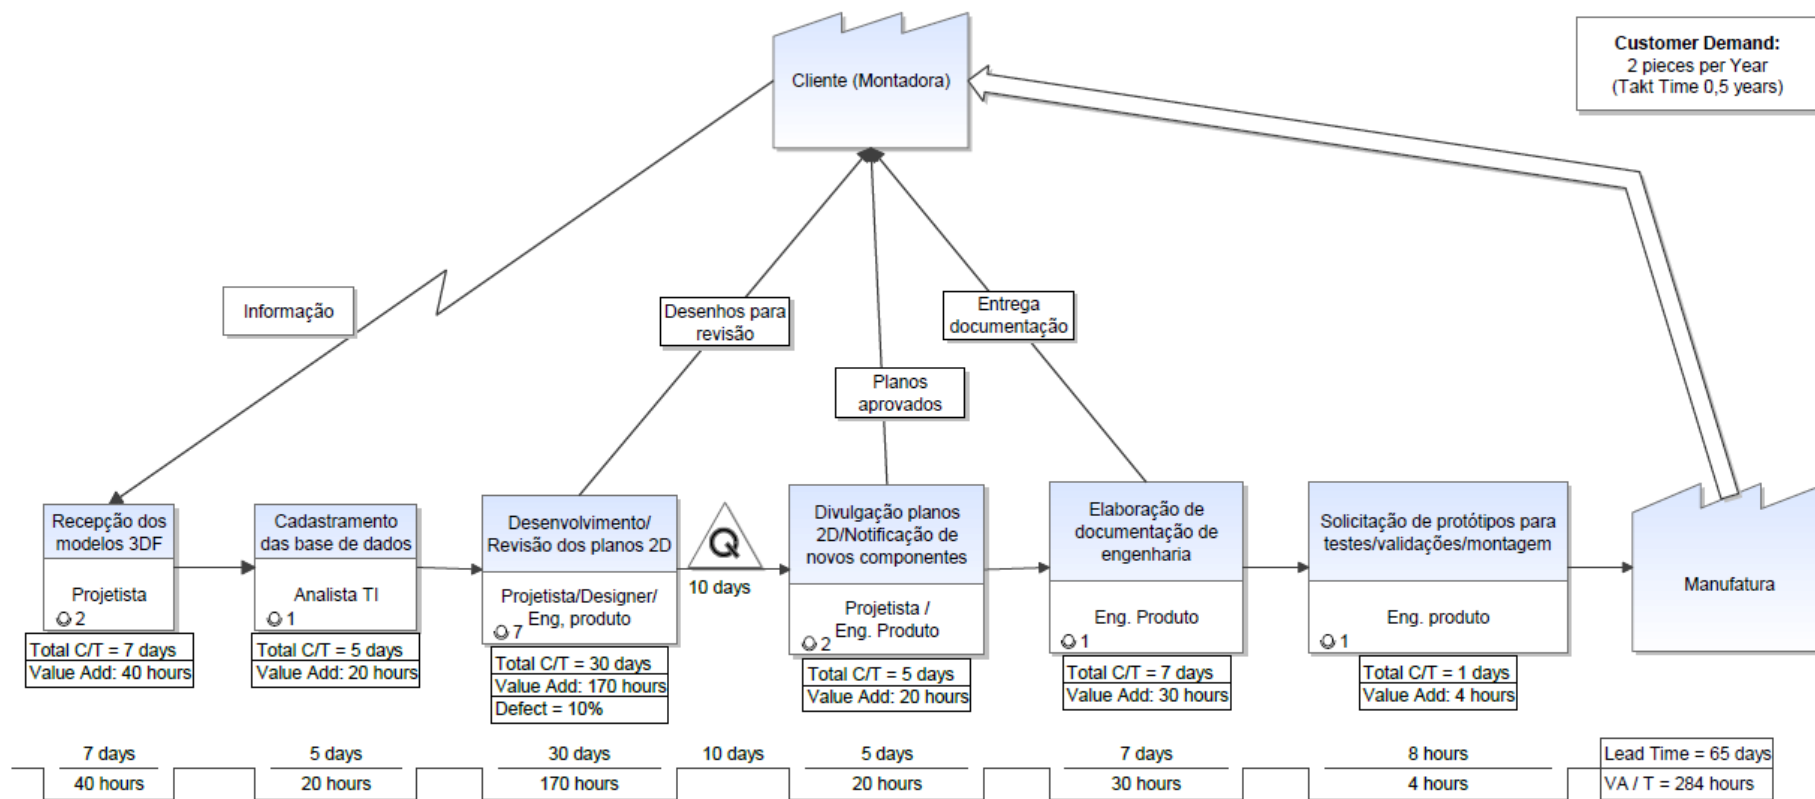 Customer Demand:
2 pieces per Year
(Takt Time 0,5 years)
Cliente (Montadora)
Informação
Desenhos para
revisão
Entrega
documentação
Planos
aprovados
Recepção dos
modelos 3DF
Projetista
2
Total C/T = 7 days
Value Add: 40 hours
Cadastramento
das base de dados
Analista TI
1
Total C/T = 5 days
Value Add: 20 hours
Desenvolvimento/
Revisão dos planos 2D
Projetista/Designer/
Eng, produto
7
Total C/T = 30 days
Value Add: 170 hours
Defect = 10%
Q
10 days
Divulgação planos
2D/Notificação de
novos componentes
Projetista /
Eng. Produto
2
Total C/T = 5 days
Value Add: 20 hours
Elaboração de
documentação de
engenharia
Eng. Produto
1
Total C/T = 7 days
Value Add: 30 hours
Solicitação de protótipos para
testes/validações/montagem
Eng. produto
1
Total C/T = 1 days
Value Add: 4 hours
Manufatura
7 days
5 days
30 days
10 days
5 days
7 days
8 hours
Lead Time = 65 days
40 hours
20 hours
170 hours
20 hours
30 hours
4 hours
VA / T = 284 hours